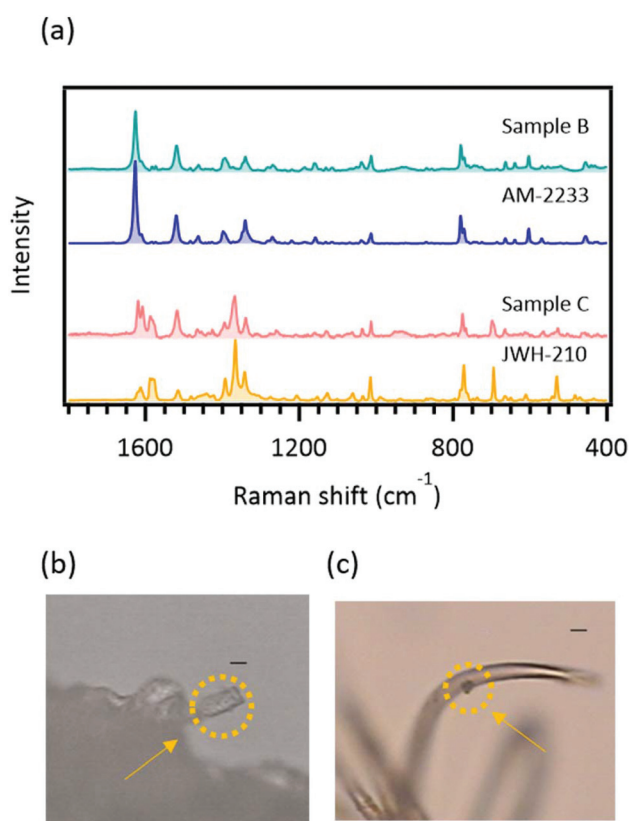 (a)
Sample B
AM-2233
Sample C
JWH-210
Intensity
1600
1200
800
400
Raman shift (cm⁻¹)
(b)
(c)